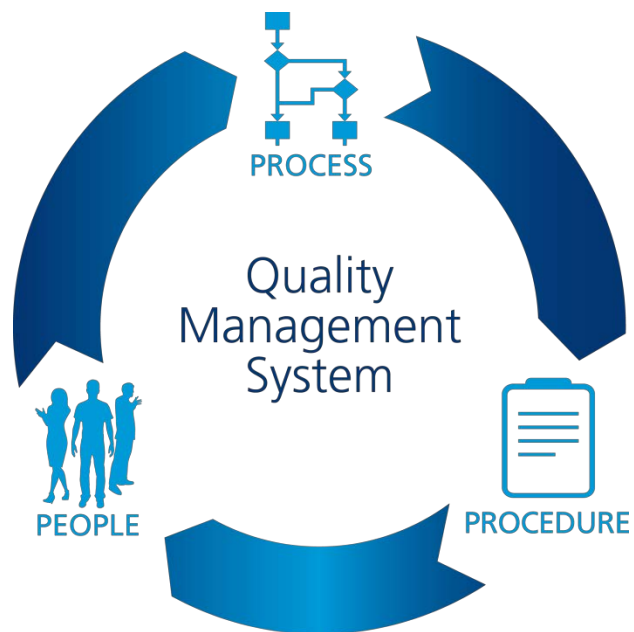 PROCESS
Quality
Management
System
PEOPLE
PROCEDURE